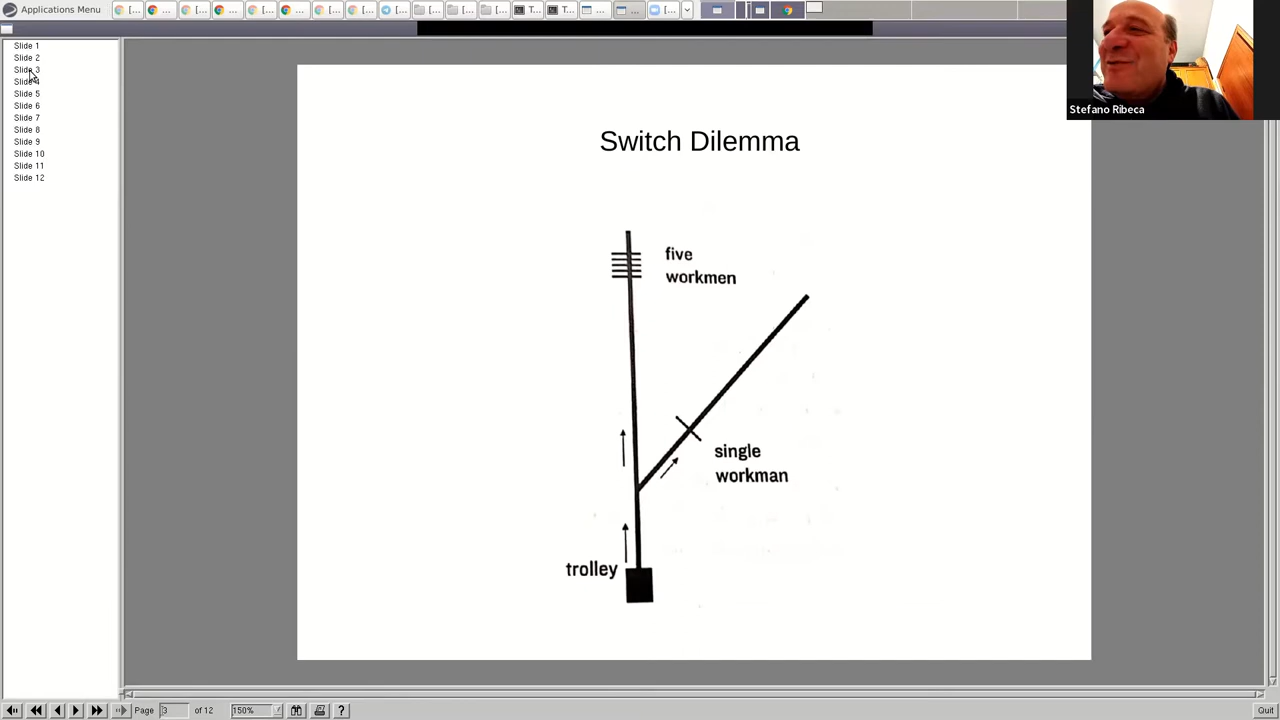 Applications Menu
[...
...
[...
...
[...
...
[...
[...
[...
[...
[...
[...
T...
T...
...
...
[...
Slide 1
Slide 2
Slide 3
Slide 4
Slide 5
Slide 6
Slide 7
Slide 8
Slide 9
Slide 10
Slide 11
Slide 12
Stefano Ribeca
Switch Dilemma
five
workmen
single
workman
trolley
Page 3 of 12 150% ? Quit